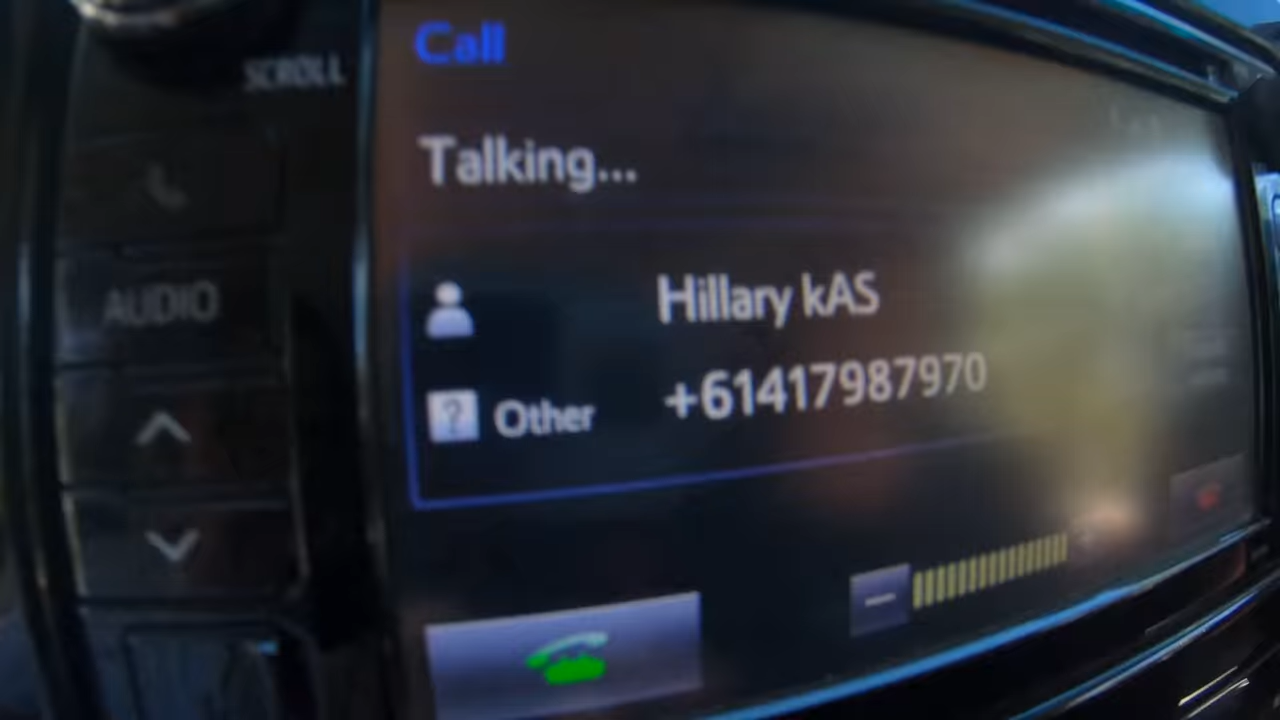 Call
SCROLL
Talking...
AUDIO
Hillary kAS
? Other
+61417987970